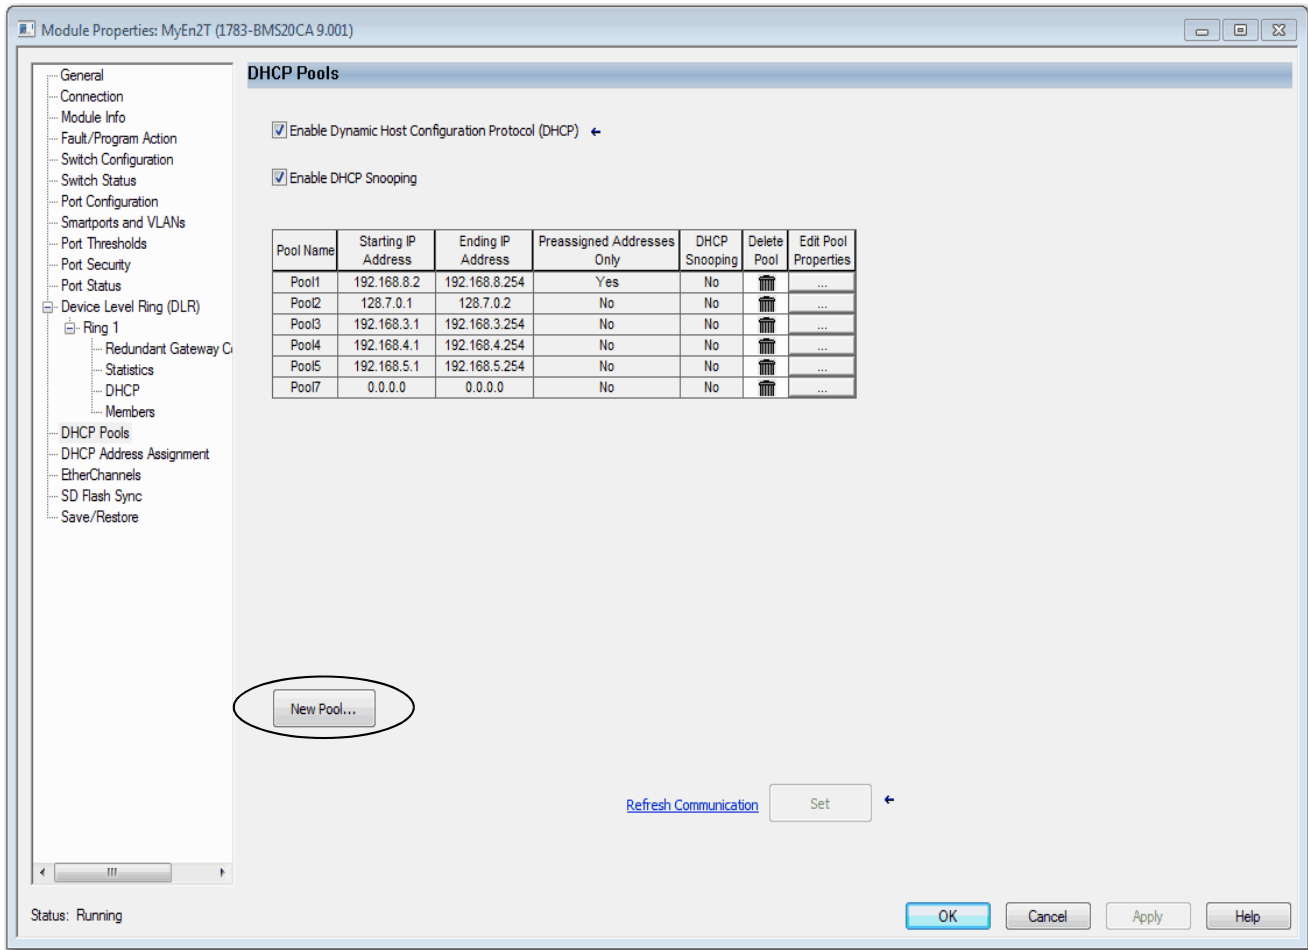 Module Properties: MyEn2T (1783-BMS20CA 9.001)
General
Connection
Module Info
Fault/Program Action
Switch Configuration
Switch Status
Port Configuration
Smartports and VLANs
Port Thresholds
Port Security
Port Status
Device Level Ring (DLR)
Ring 1
Redundant Gateway C
Statistics
DHCP
Members
DHCP Pools
DHCP Address Assignment
EtherChannels
SD Flash Sync
Save/Restore
DHCP Pools
Enable Dynamic Host Configuration Protocol (DHCP)
Enable DHCP Snooping
Pool Name Starting IP Address Ending IP Address Preassigned Addresses Only DHCP Snooping Delete Pool Edit Pool Properties
Pool1 192.168.8.2 192.168.8.254 Yes No ...
Pool2 128.7.0.1 128.7.0.2 No No ...
Pool3 192.168.3.1 192.168.3.254 No No ...
Pool4 192.168.4.1 192.168.4.254 No No ...
Pool5 192.168.5.1 192.168.5.254 No No ...
Pool7 0.0.0.0 0.0.0.0 No No ...
New Pool...
Refresh Communication Set
Status: Running
OK Cancel Apply Help